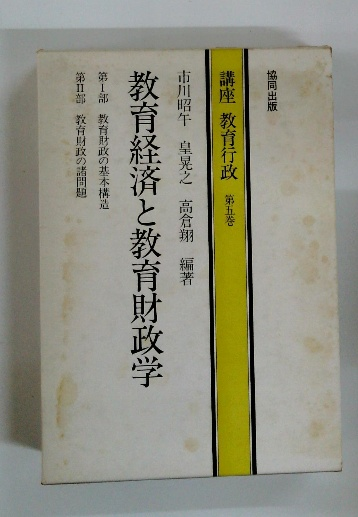 協同出版
講座 教育行政 第五巻
市川昭午 皇晃之 高倉翔 編著
教育経済と教育財政学
第Ⅰ部 教育財政の基本構造
第Ⅱ部 教育財政の諸問題